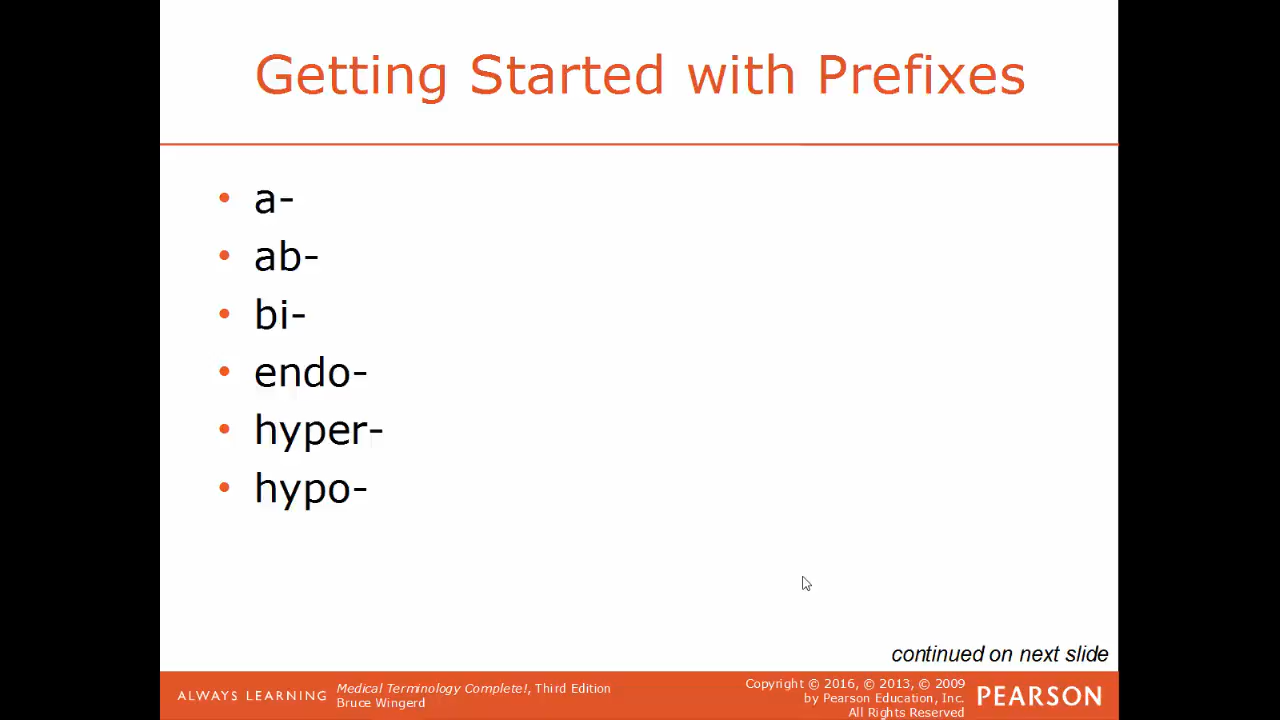 Getting Started with Prefixes
• a-
• ab-
• bi-
• endo-
• hyper-
• hypo-
continued on next slide
ALWAYS LEARNING
Medical Terminology Complete!, Third Edition
Bruce Wingerd
Copyright © 2016, © 2013, © 2009
by Pearson Education, Inc.
All Rights Reserved
PEARSON